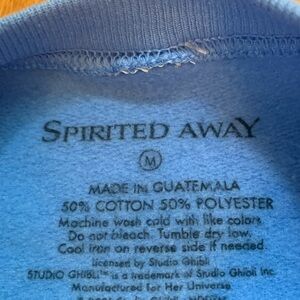 SPIRITED AWAY
M
MADE IN GUATEMALA
50% COTTON 50% POLYESTER
Machine wash cold with like colors
Do not bleach. Tumble dry low.
Cool iron on reverse side if needed.
Licensed by Studio Ghibli
STUDIO GHIBLI™ is a trademark of Studio Ghibli Inc.
Manufactured for Her Universe